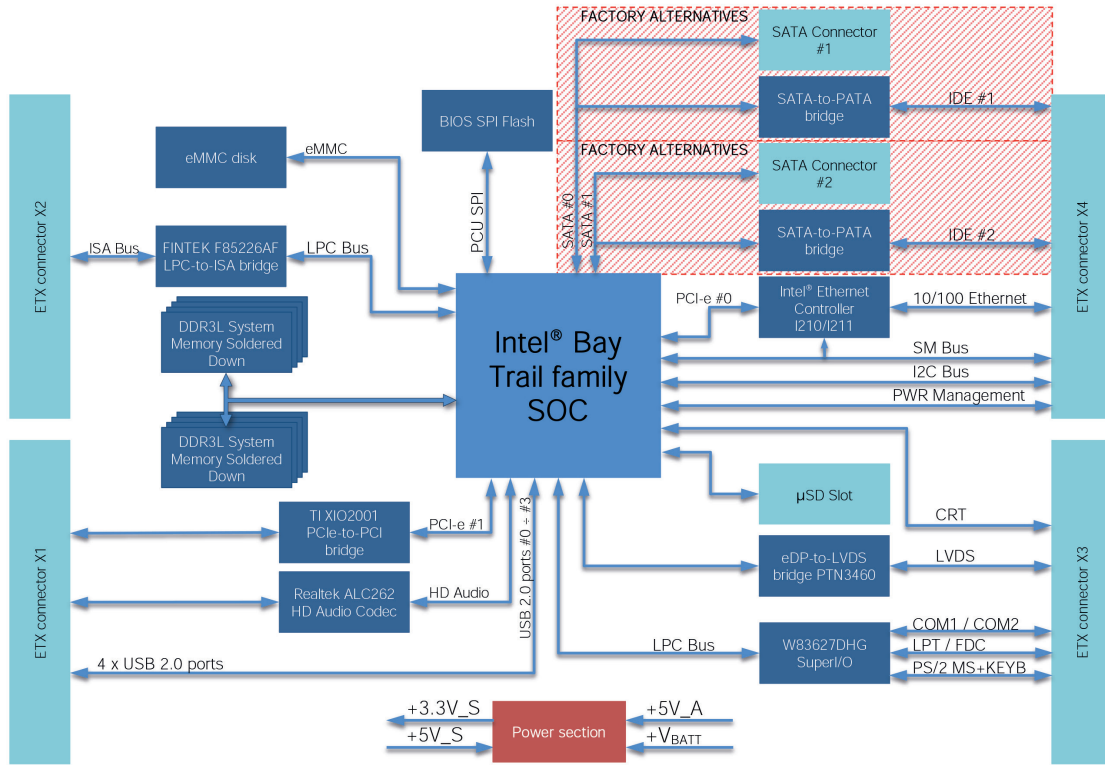 FACTORY ALTERNATIVES
SATA Connector
#1
SATA-to-PATA
bridge
IDE #1
FACTORY ALTERNATIVES
SATA Connector
#2
SATA-to-PATA
bridge
IDE #2
SATA #0
SATA #1
BIOS SPI Flash
PCU SPI
eMMC disk
eMMC
ETX connector X2
ISA Bus
FINTEK F85226AF
LPC-to-ISA bridge
LPC Bus
DDR3L System
Memory Soldered
Down
DDR3L System
Memory Soldered
Down
Intel® Bay
Trail family
SOC
PCI-e #0
Intel® Ethernet
Controller
I210/I211
10/100 Ethernet
SM Bus
I2C Bus
PWR Management
ETX connector X4
ETX connector X1
TI XIO2001
PCIe-to-PCI
bridge
PCI-e #1
Realtek ALC262
HD Audio Codec
HD Audio
USB 2.0 ports #0 ÷ #3
4 x USB 2.0 ports
µSD Slot
CRT
eDP-to-LVDS
bridge PTN3460
LVDS
LPC Bus
W83627DHG
SuperI/O
COM1 / COM2
LPT / FDC
PS/2 MS+KEYB
ETX connector X3
+3.3V_S
+5V_S
Power section
+5V_A
+VBATT